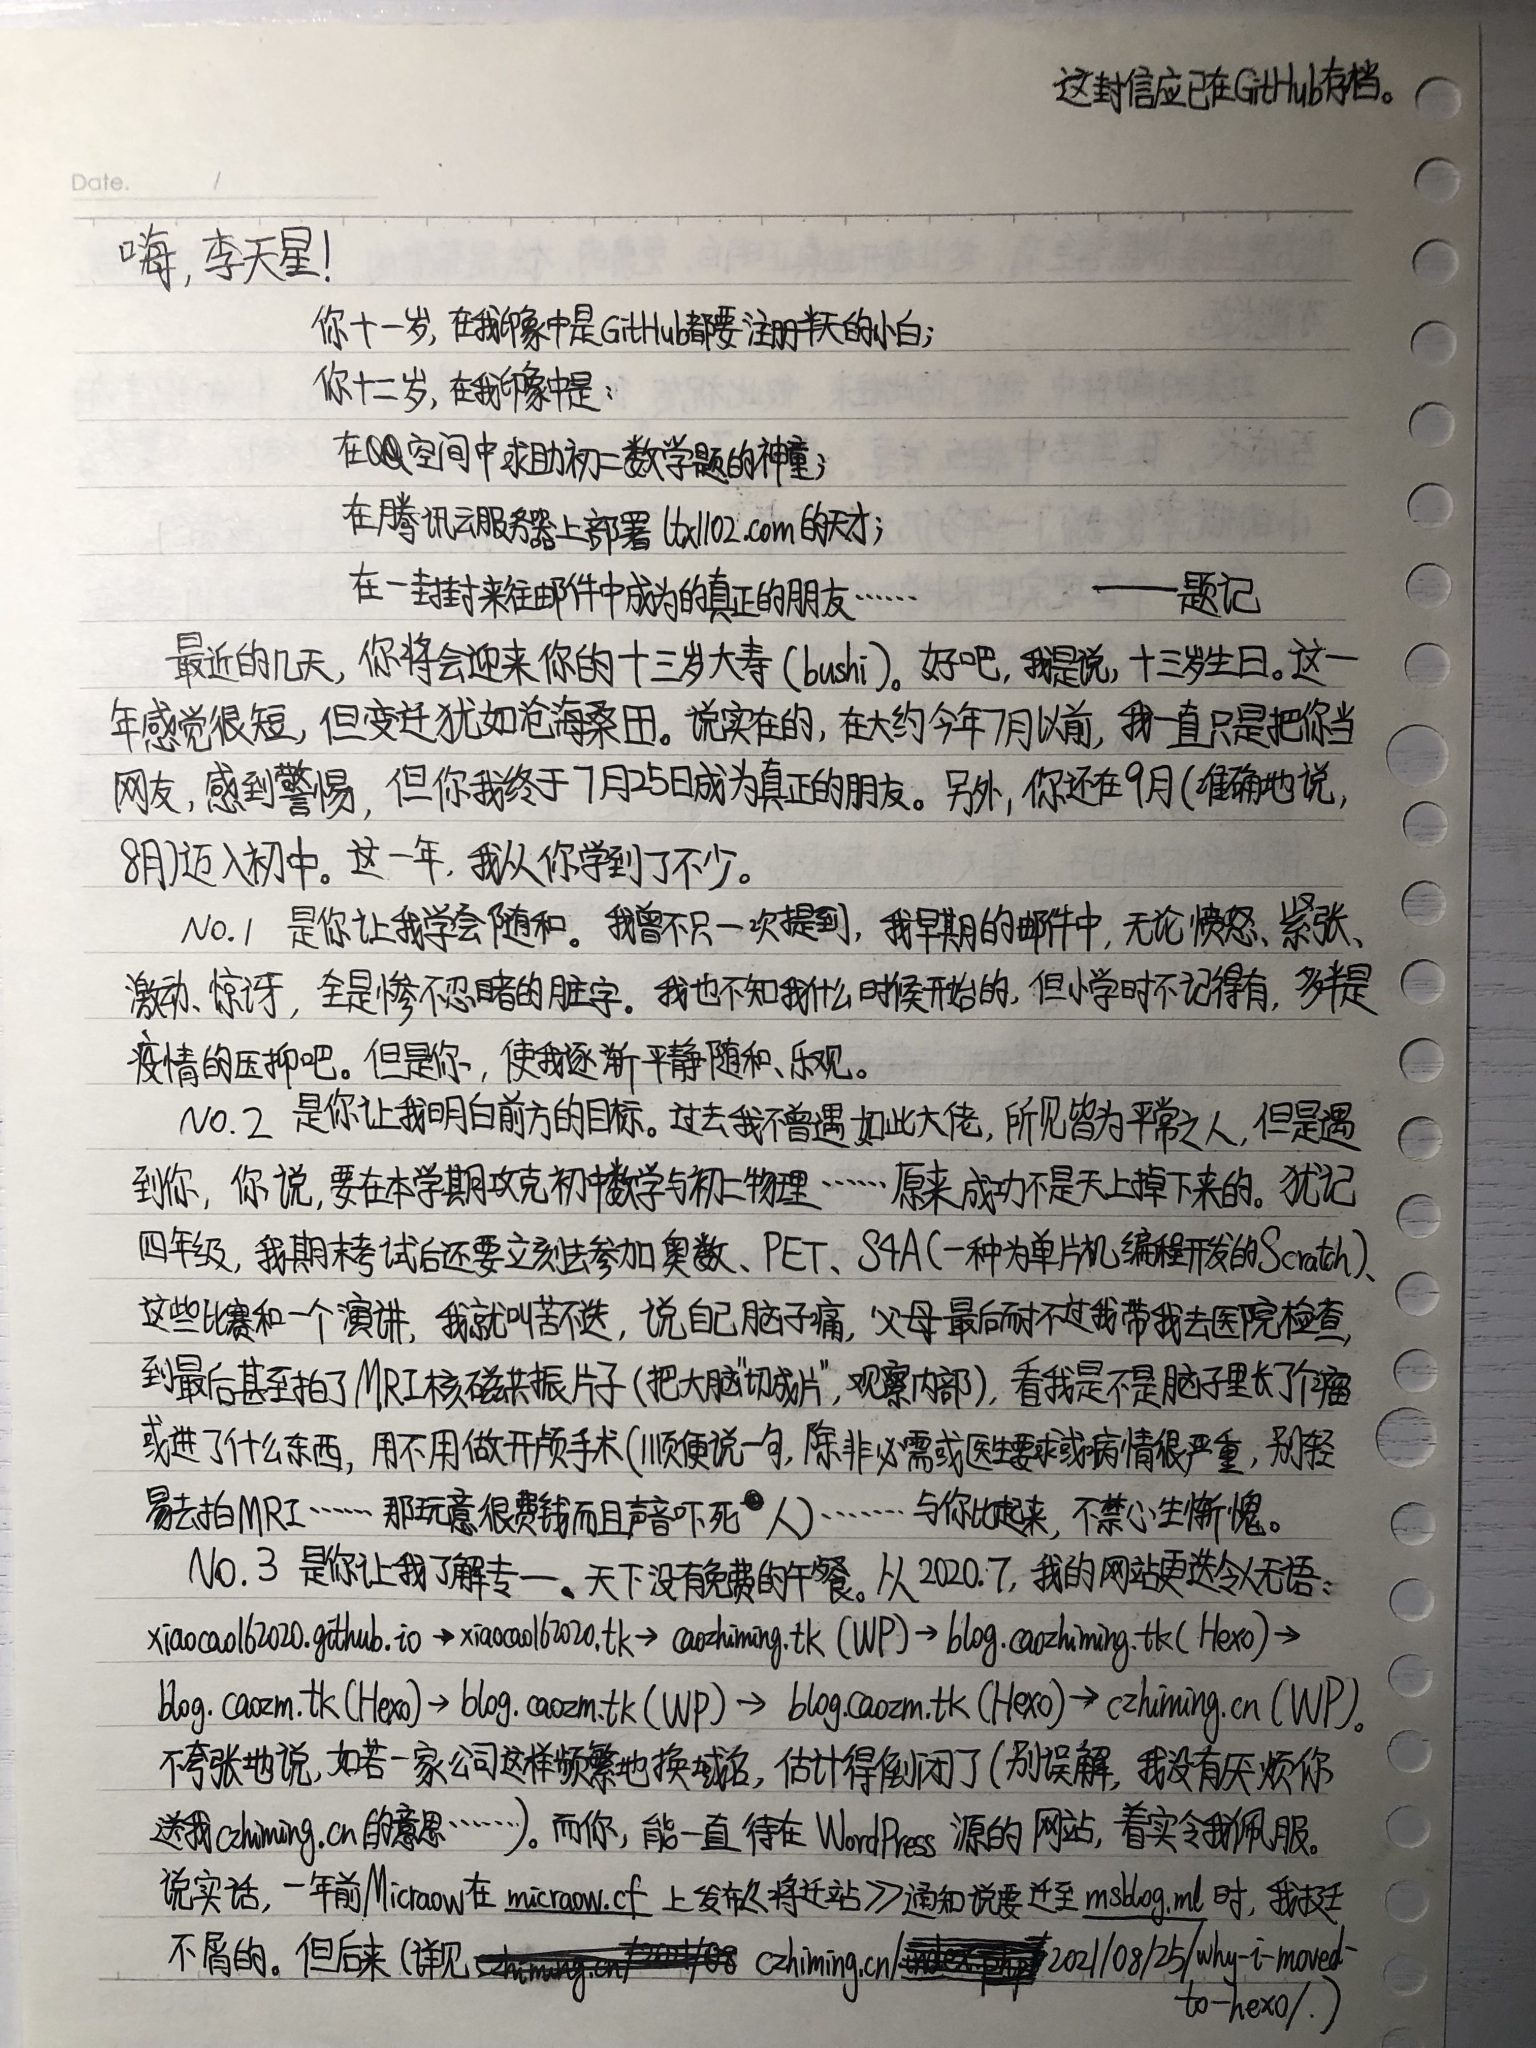 这封信应已在GitHub存档。
Date. /
嗨,李天星!
你十一岁,在我印象中是GitHub都要注册半天的小白;
你十二岁,在我印象中是:
在QQ空间中求助初二数学题的神童;
在腾讯云服务器上部署ltx1102.com的天才;
在一封封来往邮件中成为的真正的朋友…… ——题记
最近的几天,你将会迎来你的十三岁大寿(bushi)。好吧,我是说,十三岁生日。这一
年感觉很短,但变迁犹如沧海桑田。说实在的,在大约今年7月以前,我一直只是把你当
网友,感到警惕,但你我终于7月25日成为真正的朋友。另外,你还在9月(准确地说,
8月)迈入初中。这一年,我从你学到了不少。
No.1 是你让我学会随和。我曾不只一次提到,我早期的邮件中,无论愤怒、紧张、
激动、惊讶,全是惨不忍睹的脏字。我也不知我什么时候开始的,但小学时不记得有,多半是
疫情的压抑吧。但是你,使我逐渐平静随和、乐观。
No.2 是你让我明白前方的目标。过去我不曾遇如此大佬,所见皆为平常之人,但是遇
到你,你说,要在本学期攻克初中数学与初二物理……原来成功不是天上掉下来的。犹记
四年级,我期末考试后还要立刻去参加奥数、PET、S4A(一种为单片机编程开发的Scratch)、
这些比赛和一个演讲,我就叫苦不迭,说自己脑子痛,父母最后耐不过我带我去医院检查,
到最后甚至拍了MRI核磁共振片子(把大脑“切成片”,观察内部),看我是不是脑子里长了个瘤
或进了什么东西,用不用做开颅手术(顺便说一句,除非必需或医生要求或病情很严重,别轻
易去拍MRI……那玩意很费钱而且声音吓死人)……与你比起来,不禁心生惭愧。
No.3 是你让我了解专一。天下没有免费的午餐。从2020.7,我的网站更迭令人无语:
xiaocao162020.github.io→xiaocao162020.tk→caozhiming.tk(WP)→blog.caozhiming.tk(Hexo)→
blog.caozm.tk(Hexo)→blog.caozm.tk(WP)→blog.caozm.tk(Hexo)→czhiming.cn(WP)。
不夸张地说,如若一家公司这样频繁地换域名,估计得倒闭了(别误解,我没有厌烦你
送我czhiming.cn的意思……)。而你,能一直待在WordPress源的网站,着实令我佩服。
说实话,一年前Micraow在micraow.cf上发布《将迁站》通知说要迁至msblog.ml时,我挺
不屑的。但后来(详见 czhiming.cn/2021/08/25/why-i-moved-
to-hexo/.)